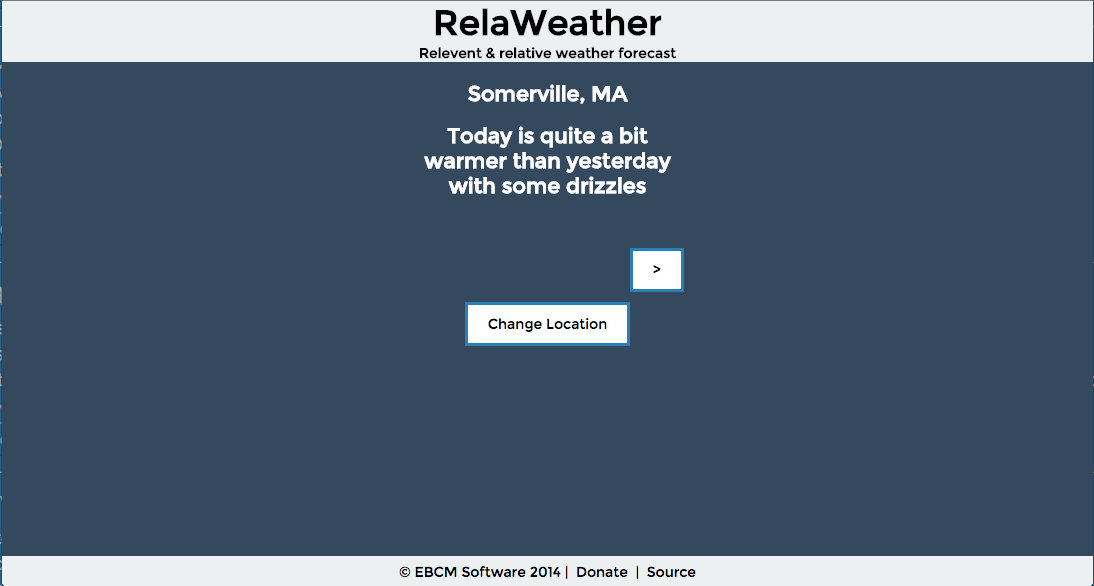 RelaWeather
Relevent & relative weather forecast
Somerville, MA
Today is quite a bit
warmer than yesterday
with some drizzles
>
Change Location
© EBCM Software 2014 | Donate | Source